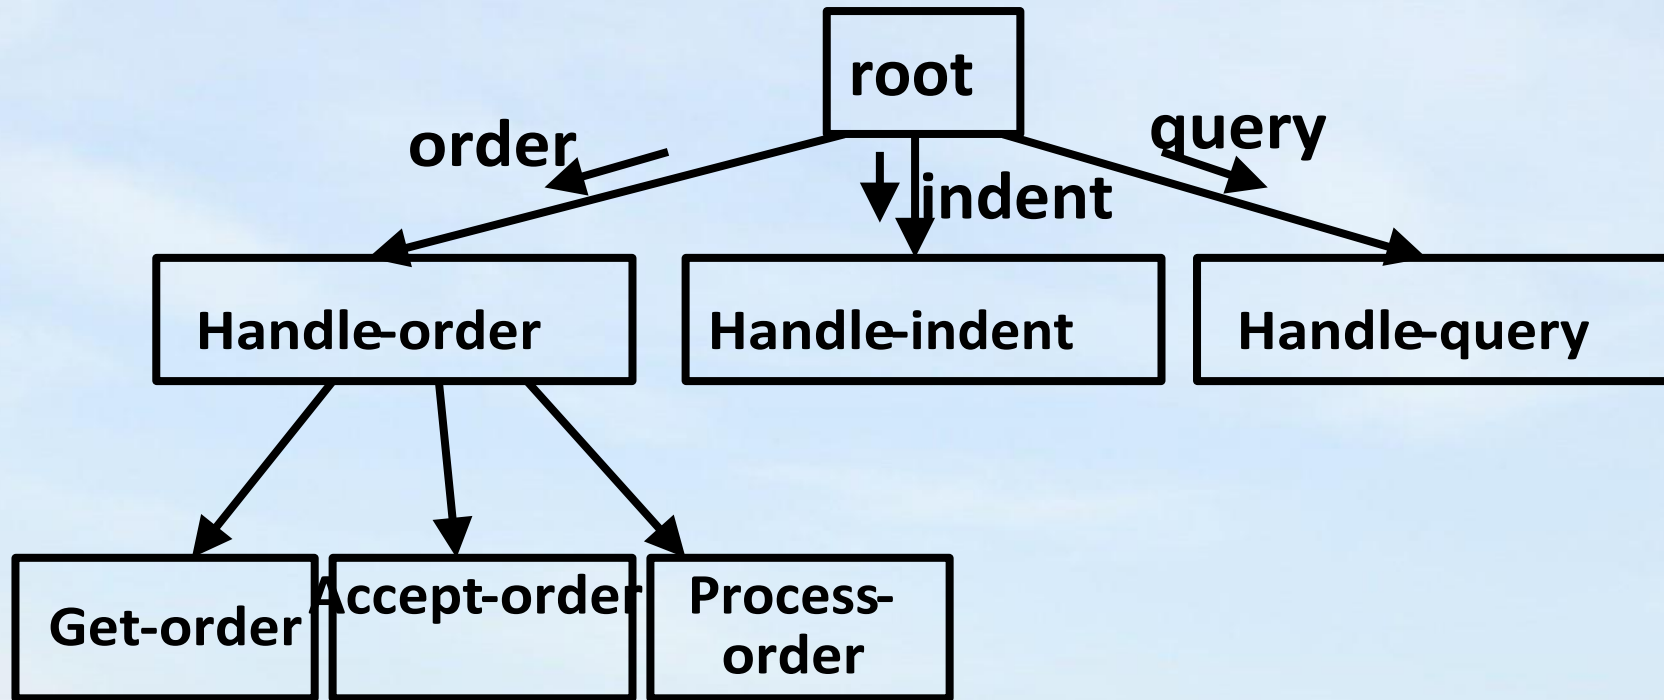 root
order
query
indent
Handle-order
Handle-indent
Handle-query
Get-order
Accept-order
Process-
order